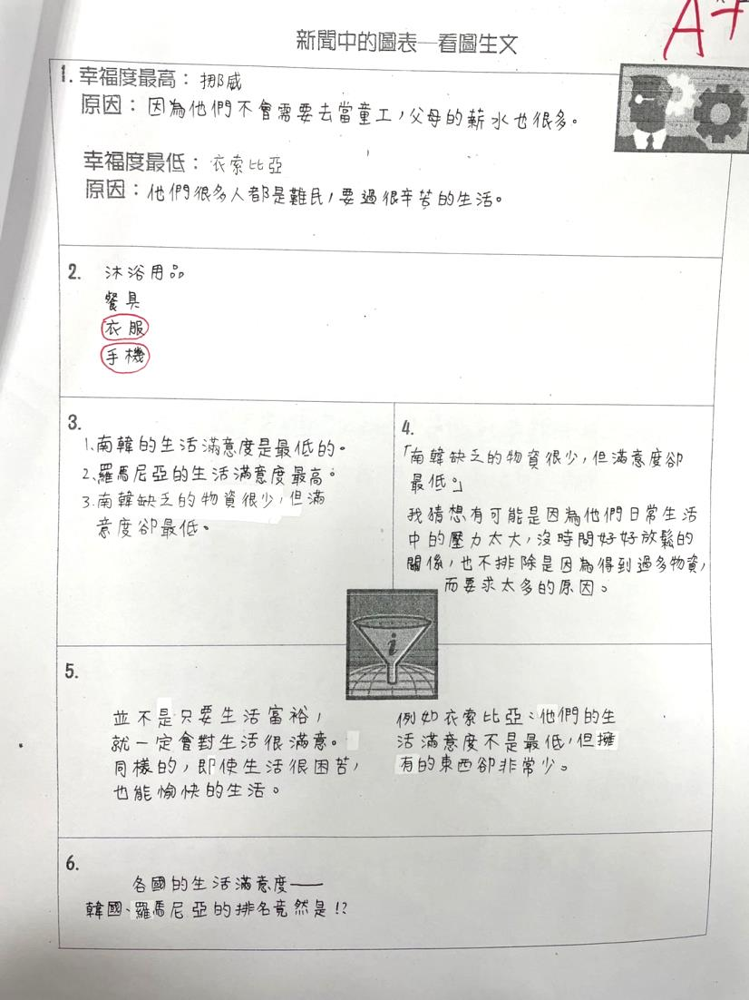 新聞中的圖表—看圖生文
A+
1. 幸福度最高：挪威
原因：因為他們不會需要去當童工，父母的薪水也很多。
幸福度最低：衣索比亞
原因：他們很多人都是難民，要過很辛苦的生活。
2. 沐浴用品
餐具
衣服
手機
3.
1.南韓的生活滿意度是最低的。
2.羅馬尼亞的生活滿意度最高。
3.南韓缺乏的物資很少，但滿
意度卻最低。
4.
「南韓缺乏的物資很少，但滿意度卻
最低。」
我猜想有可能是因為他們日常生活
中的壓力太大，沒時間好好放鬆的
關係，也不排除是因為得到過多物資，
而要求太多的原因。
i
5.
並不是只要生活富裕，
就一定會對生活很滿意。
同樣的，即使生活很困苦，
也能愉快的生活。
例如衣索比亞：他們的生
活滿意度不是最低，但擁
有的東西卻非常少。
6.
各國的生活滿意度——
韓國、羅馬尼亞的排名竟然是!?